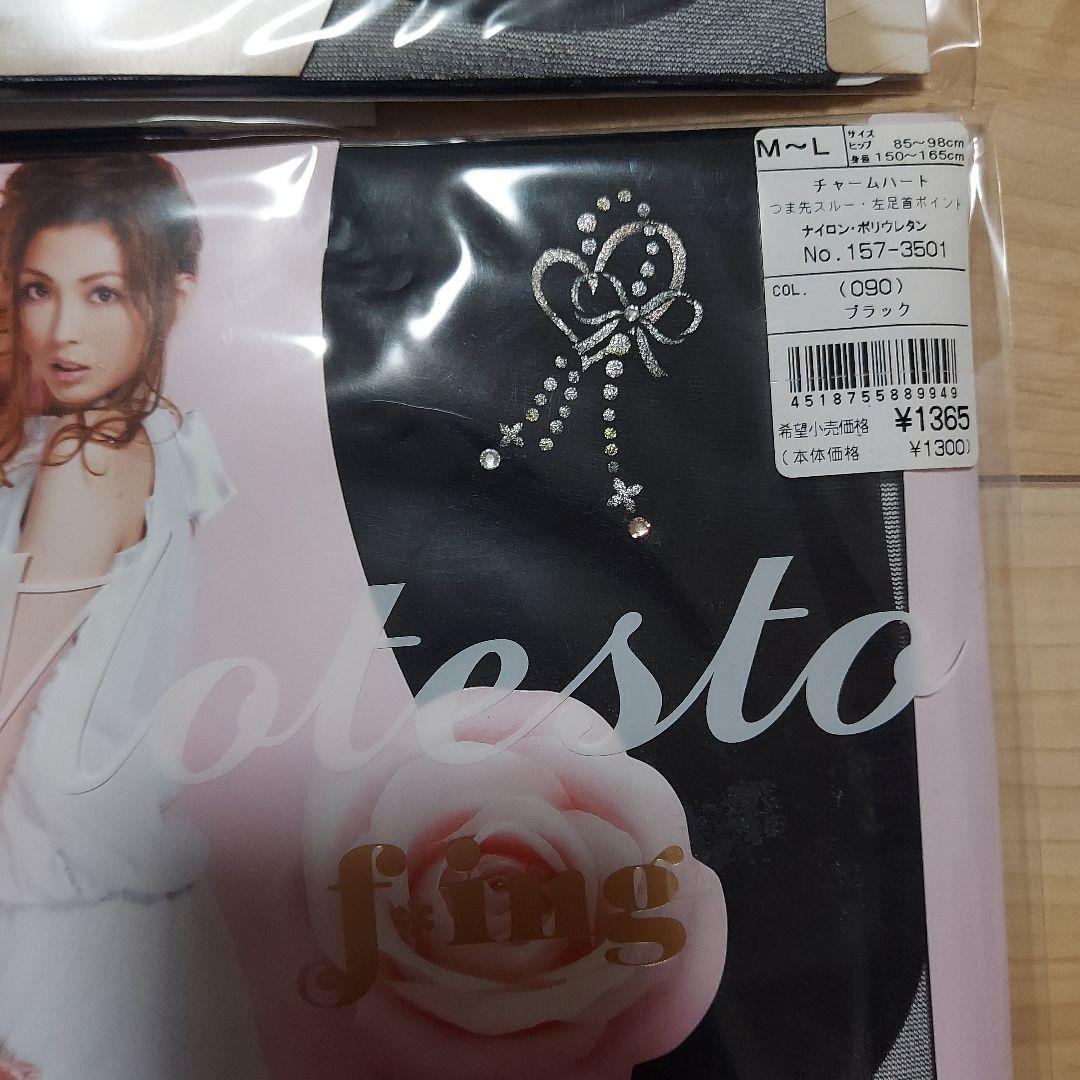 M～L
サイズ
ヒップ 85～98cm
身長 150～165cm
チャームハート
つま先スルー・左足首ポイント
ナイロン・ポリウレタン
No.157-3501
COL. (090)
ブラック
4518755889949
希望小売価格 ¥1365
(本体価格 ¥1300)
Notesto
f*ing